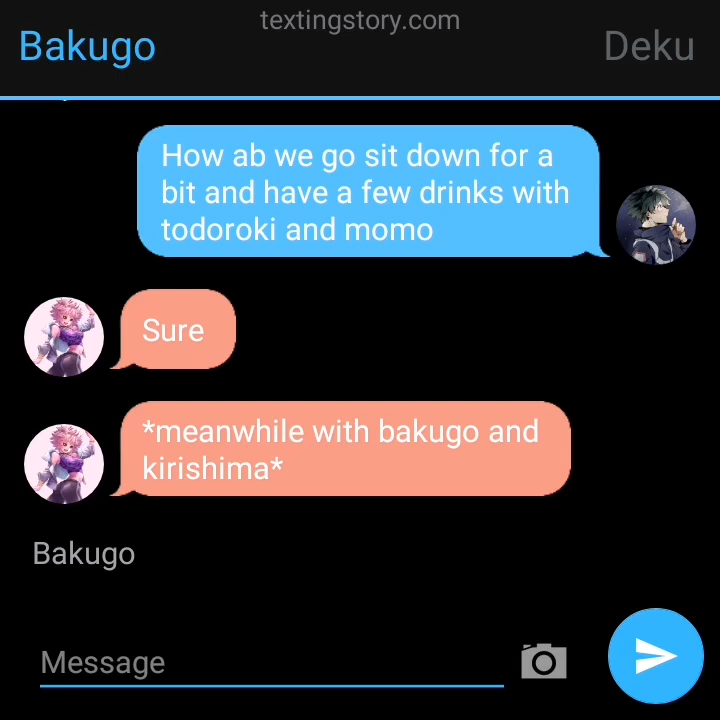 textingstory.com
Bakugo
Deku
How ab we go sit down for a
bit and have a few drinks with
todoroki and momo
Sure
*meanwhile with bakugo and
kirishima*
Bakugo
Message